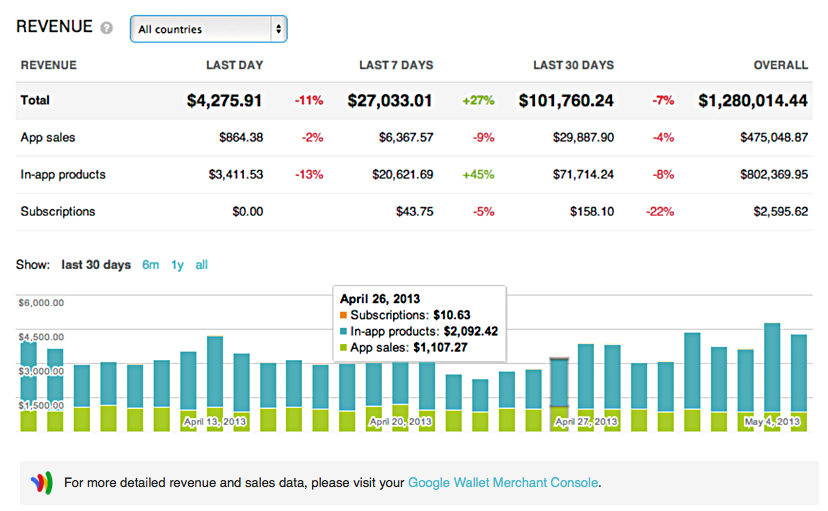 REVENUE ? All countries
REVENUE LAST DAY LAST 7 DAYS LAST 30 DAYS OVERALL
Total $4,275.91 -11% $27,033.01 +27% $101,760.24 -7% $1,280,014.44
App sales $864.38 -2% $6,367.57 -9% $29,887.90 -4% $475,048.87
In-app products $3,411.53 -13% $20,621.69 +45% $71,714.24 -8% $802,369.95
Subscriptions $0.00 $43.75 -5% $158.10 -22% $2,595.62
Show: last 30 days 6m 1y all
$6,000.00
April 26, 2013
Subscriptions: $10.63
In-app products: $2,092.42
App sales: $1,107.27
$4,500.00
$3,000.00
$1,500.00
April 13, 2013 April 20, 2013 April 27, 2013 May 4, 2013
For more detailed revenue and sales data, please visit your Google Wallet Merchant Console.